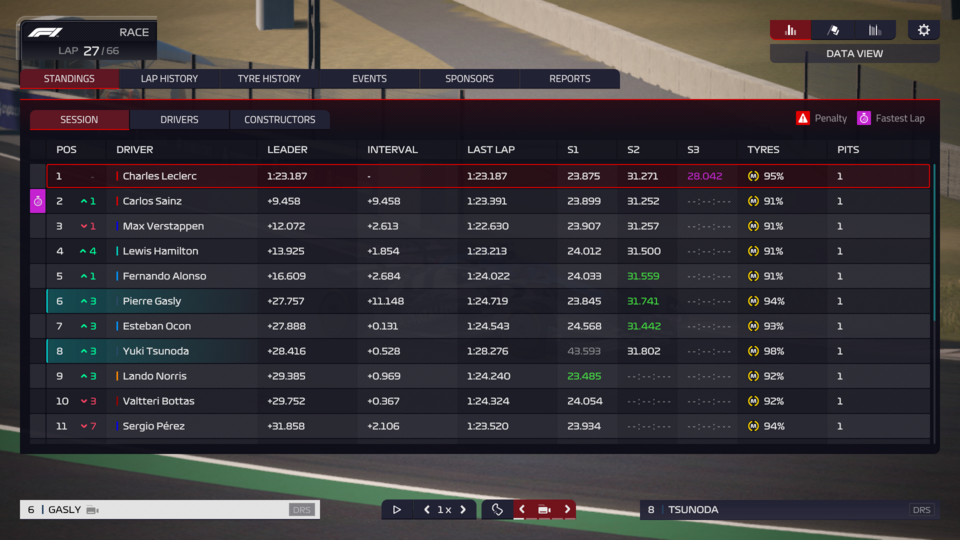 F1 RACE
LAP 27/66
DATA VIEW
STANDINGS LAP HISTORY TYRE HISTORY EVENTS SPONSORS REPORTS
SESSION DRIVERS CONSTRUCTORS Penalty Fastest Lap
POS DRIVER LEADER INTERVAL LAST LAP S1 S2 S3 TYRES PITS
1 - Charles Leclerc 1:23.187 - 1:23.187 23.875 31.271 28.042 M 95% 1
2 1 Carlos Sainz +9.458 +9.458 1:23.391 23.899 31.252 --:--:--- M 91% 1
3 1 Max Verstappen +12.072 +2.613 1:22.630 23.907 31.257 --:--:--- M 91% 1
4 4 Lewis Hamilton +13.925 +1.854 1:23.213 24.012 31.500 --:--:--- M 91% 1
5 1 Fernando Alonso +16.609 +2.684 1:24.022 24.033 31.559 --:--:--- M 91% 1
6 3 Pierre Gasly +27.757 +11.148 1:24.719 23.845 31.741 --:--:--- M 94% 1
7 3 Esteban Ocon +27.888 +0.131 1:24.543 24.568 31.442 --:--:--- M 93% 1
8 3 Yuki Tsunoda +28.416 +0.528 1:28.276 43.593 31.802 --:--:--- M 98% 1
9 3 Lando Norris +29.385 +0.969 1:24.240 23.485 --:--:--- --:--:--- M 92% 1
10 3 Valtteri Bottas +29.752 +0.367 1:24.324 24.054 --:--:--- --:--:--- M 92% 1
11 7 Sergio Pérez +31.858 +2.106 1:23.520 23.934 --:--:--- --:--:--- M 94% 1
6 GASLY DRS 1x 8 TSUNODA DRS